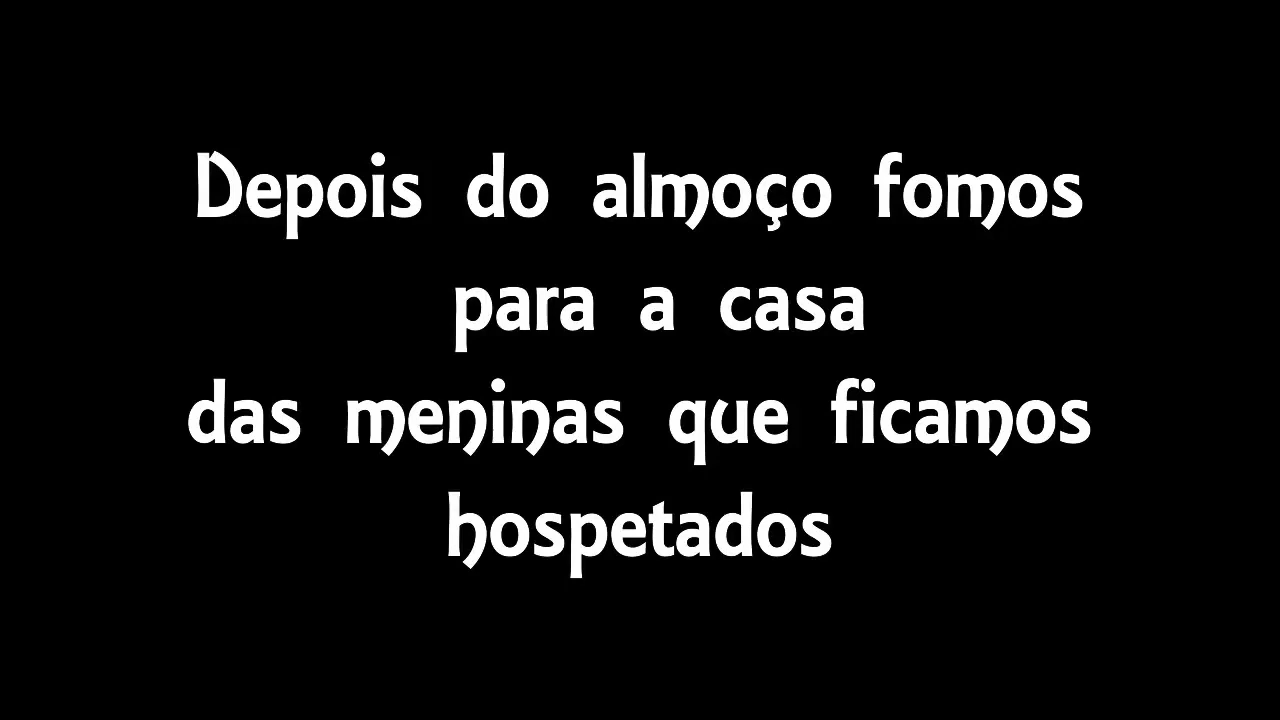 Depois do almoço fomos
para a casa
das meninas que ficamos
hospetados